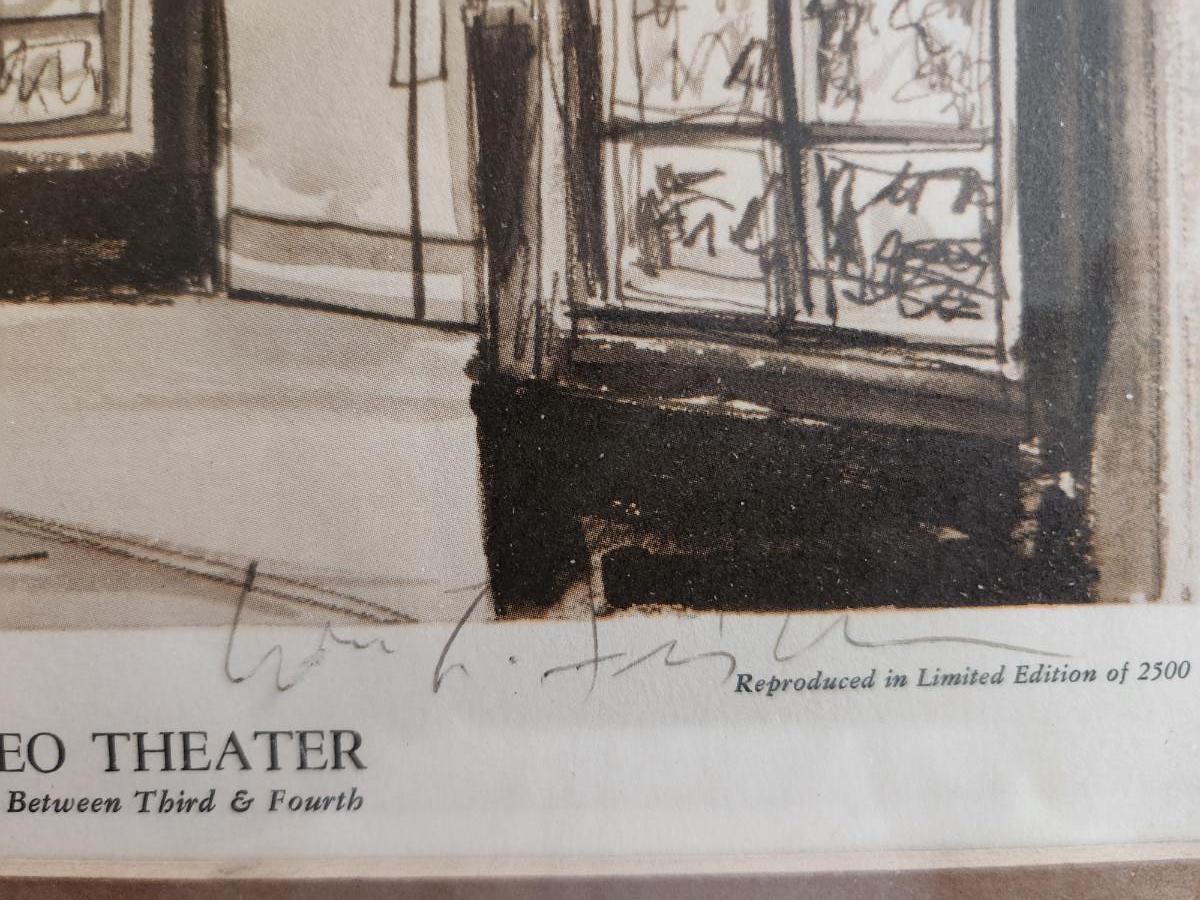 Reproduced in Limited Edition of 2500
EO THEATER
Between Third & Fourth